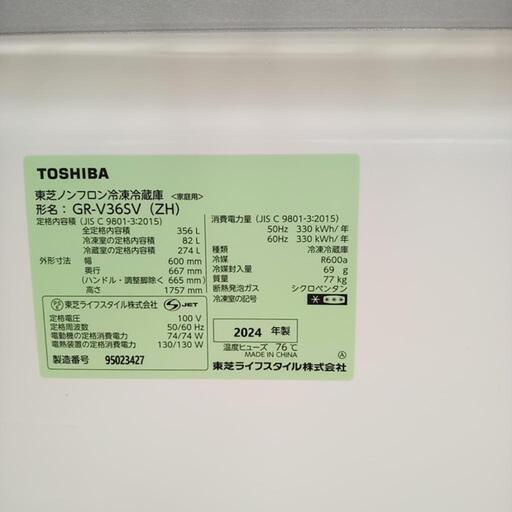 TOSHIBA
東芝ノンフロン冷凍冷蔵庫 <家庭用>
形名: GR-V36SV (ZH)
定格内容積 (JIS C 9801-3:2015)
全定格内容積 356 L
冷凍室の定格内容積 82 L
冷蔵室の定格内容積 274 L
外形寸法 幅 600 mm
奥行 667 mm
(ハンドル・調整脚除く 665 mm)
高さ 1757 mm
東芝ライフスタイル株式会社 S JET
定格電圧 100 V
定格周波数 50/60 Hz
電動機の定格消費電力 74/74 W
電熱装置の定格消費電力 130/130 W
製造番号 95023427
消費電力量 (JIS C 9801-3:2015)
50Hz 330 kWh/年
60Hz 330 kWh/年
種類 冷凍冷蔵庫
冷媒 R600a
冷媒封入量 69 g
質量 77 kg
断熱発泡ガス シクロペンタン
冷凍室の記号
2024 年製
温度ヒューズ 76℃
MADE IN CHINA Ⓐ
東芝ライフスタイル株式会社